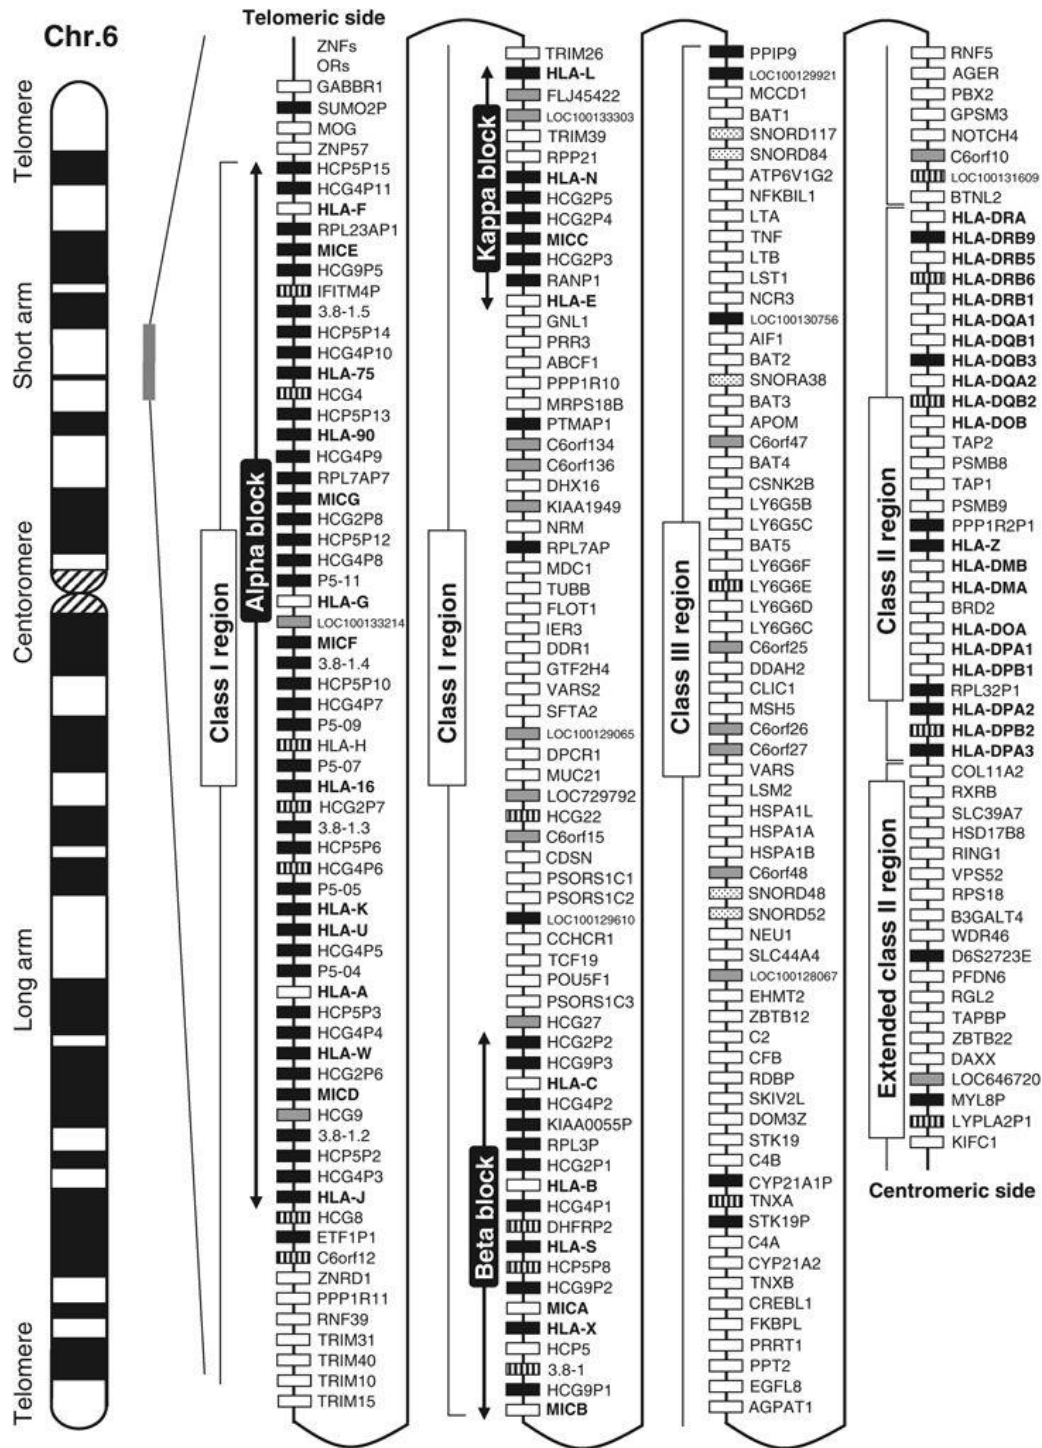 Chr.6
Telomere
Short arm
Centoromere
Long arm
Telomere
Telomeric side
ZNFs
ORs
GABBR1
SUMO2P
MOG
ZNP57
HCP5P15
HCG4P11
HLA-F
RPL23AP1
MICE
HCG9P5
IFITM4P
3.8-1.5
HCP5P14
HCG4P10
HLA-75
HCG4
HCP5P13
HLA-90
HCG4P9
RPL7AP7
MICG
HCG2P8
HCP5P12
HCG4P8
P5-11
HLA-G
LOC100133214
MICF
3.8-1.4
HCP5P10
HCG4P7
P5-09
HLA-H
P5-07
HLA-16
HCG2P7
3.8-1.3
HCP5P6
HCG4P6
P5-05
HLA-K
HLA-U
HCG4P5
P5-04
HLA-A
HCP5P3
HCG4P4
HLA-W
HCG2P6
MICD
HCG9
3.8-1.2
HCP5P2
HCG4P3
HLA-J
HCG8
ETF1P1
C6orf12
ZNRD1
PPP1R11
RNF39
TRIM31
TRIM40
TRIM10
TRIM15
Class I region
Alpha block
TRIM26
HLA-L
FLJ45422
LOC100133303
TRIM39
RPP21
HLA-N
HCG2P5
HCG2P4
MICC
HCG2P3
RANP1
HLA-E
GNL1
PRR3
ABCF1
PPP1R10
MRPS18B
PTMAP1
C6orf134
C6orf136
DHX16
KIAA1949
NRM
RPL7AP
MDC1
TUBB
FLOT1
IER3
DDR1
GTF2H4
VARS2
SFTA2
LOC100129065
DPCR1
MUC21
LOC729792
HCG22
C6orf15
CDSN
PSORS1C1
PSORS1C2
LOC100129610
CCHCR1
TCF19
POU5F1
PSORS1C3
HCG27
HCG2P2
HCG9P3
HLA-C
HCG4P2
KIAA0055P
RPL3P
HCG2P1
HLA-B
HCG4P1
DHFRP2
HLA-S
HCP5P8
HCG9P2
MICA
HLA-X
HCP5
3.8-1
HCG9P1
MICB
Class I region
Kappa block
Beta block
PPIP9
LOC100129921
MCCD1
BAT1
SNORD117
SNORD84
ATP6V1G2
NFKBIL1
LTA
TNF
LTB
LST1
NCR3
LOC100130756
AIF1
BAT2
SNORA38
BAT3
APOM
C6orf47
BAT4
CSNK2B
LY6G5B
LY6G5C
BAT5
LY6G6F
LY6G6E
LY6G6D
LY6G6C
C6orf25
DDAH2
CLIC1
MSH5
C6orf26
C6orf27
VARS
LSM2
HSPA1L
HSPA1A
HSPA1B
C6orf48
SNORD48
SNORD52
NEU1
SLC44A4
LOC100128067
EHMT2
ZBTB12
C2
CFB
RDBP
SKIV2L
DOM3Z
STK19
C4B
CYP21A1P
TNXA
STK19P
C4A
CYP21A2
TNXB
CREBL1
FKBPL
PRRT1
PPT2
EGFL8
AGPAT1
Class III region
RNF5
AGER
PBX2
GPSM3
NOTCH4
C6orf10
LOC100131609
BTNL2
HLA-DRA
HLA-DRB9
HLA-DRB5
HLA-DRB6
HLA-DRB1
HLA-DQA1
HLA-DQB1
HLA-DQB3
HLA-DQA2
HLA-DQB2
HLA-DOB
TAP2
PSMB8
TAP1
PSMB9
PPP1R2P1
HLA-Z
HLA-DMB
HLA-DMA
BRD2
HLA-DOA
HLA-DPA1
HLA-DPB1
RPL32P1
HLA-DPA2
HLA-DPB2
HLA-DPA3
COL11A2
RXRB
SLC39A7
HSD17B8
RING1
VPS52
RPS18
B3GALT4
WDR46
D6S2723E
PFDN6
RGL2
TAPBP
ZBTB22
DAXX
LOC646720
MYL8P
LYPLA2P1
KIFC1
Class II region
Extended class II region
Centromeric side